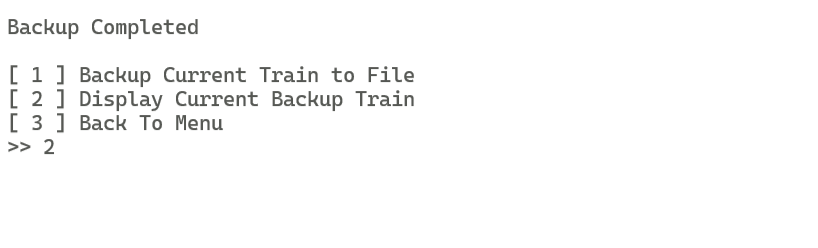 Backup Completed
[ 1 ] Backup Current Train to File
[ 2 ] Display Current Backup Train
[ 3 ] Back To Menu
>> 2